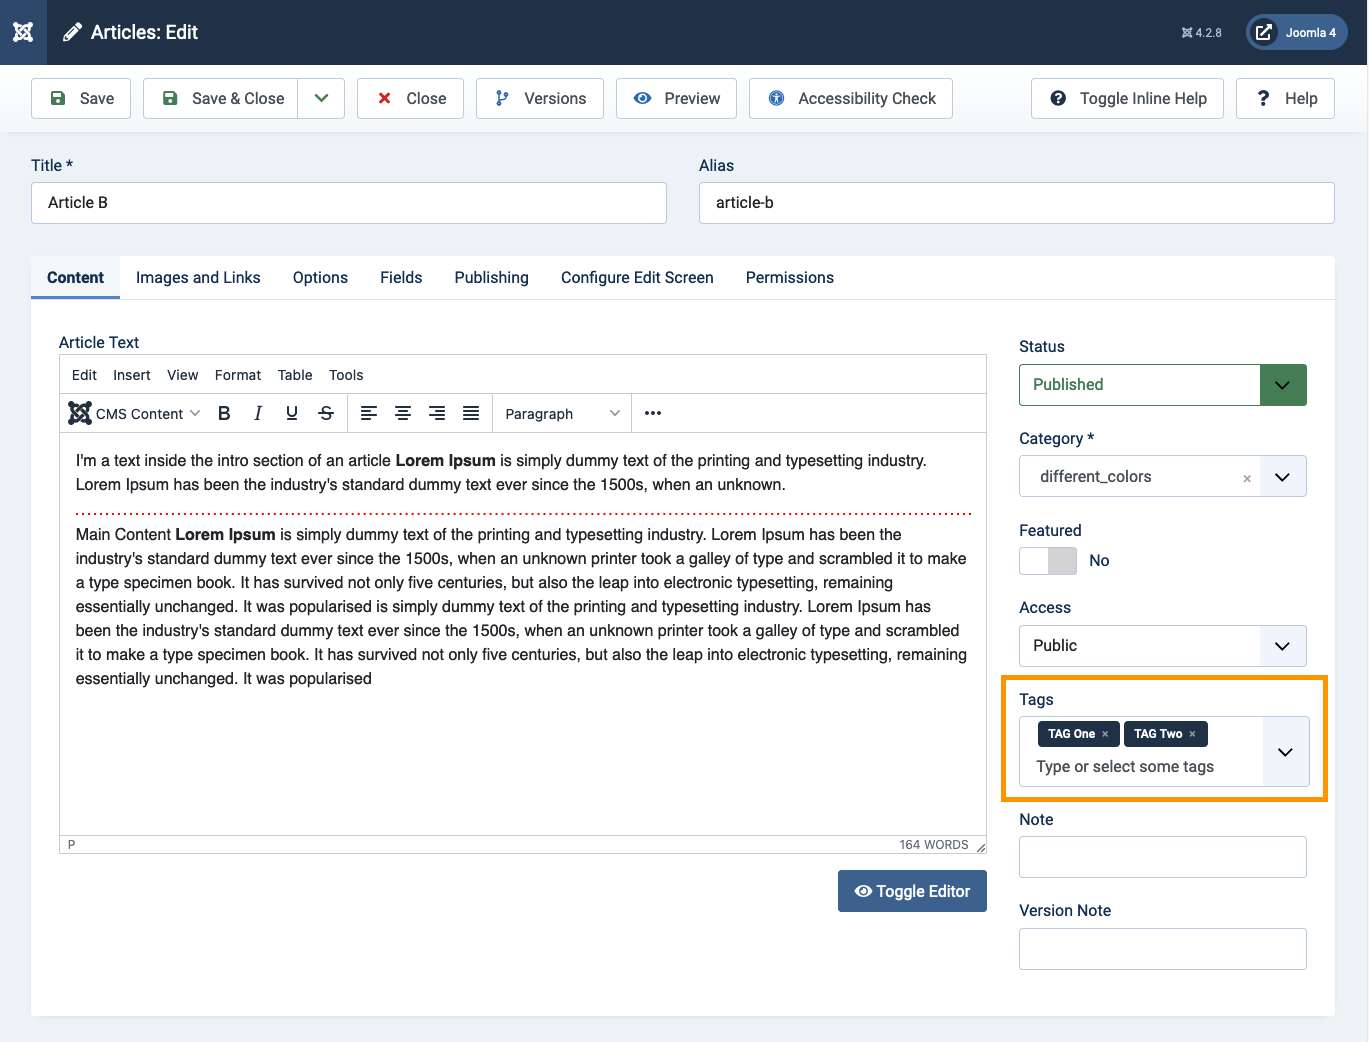 Articles: Edit
4.2.8
Joomla 4
Save
Save & Close
Close
Versions
Preview
Accessibility Check
Toggle Inline Help
? Help
Title *
Alias
Article B
article-b
Content
Images and Links
Options
Fields
Publishing
Configure Edit Screen
Permissions
Article Text
Edit Insert View Format Table Tools
CMS Content B I U S Paragraph
I'm a text inside the intro section of an article Lorem Ipsum is simply dummy text of the printing and typesetting industry.
Lorem Ipsum has been the industry's standard dummy text ever since the 1500s, when an unknown.
Main Content Lorem Ipsum is simply dummy text of the printing and typesetting industry. Lorem Ipsum has been the
industry's standard dummy text ever since the 1500s, when an unknown printer took a galley of type and scrambled it to make
a type specimen book. It has survived not only five centuries, but also the leap into electronic typesetting, remaining
essentially unchanged. It was popularised is simply dummy text of the printing and typesetting industry. Lorem Ipsum has
been the industry's standard dummy text ever since the 1500s, when an unknown printer took a galley of type and scrambled
it to make a type specimen book. It has survived not only five centuries, but also the leap into electronic typesetting, remaining
essentially unchanged. It was popularised
P
164 WORDS
Toggle Editor
Status
Published
Category *
different_colors ×
Featured
No
Access
Public
Tags
TAG One × TAG Two ×
Type or select some tags
Note
Version Note